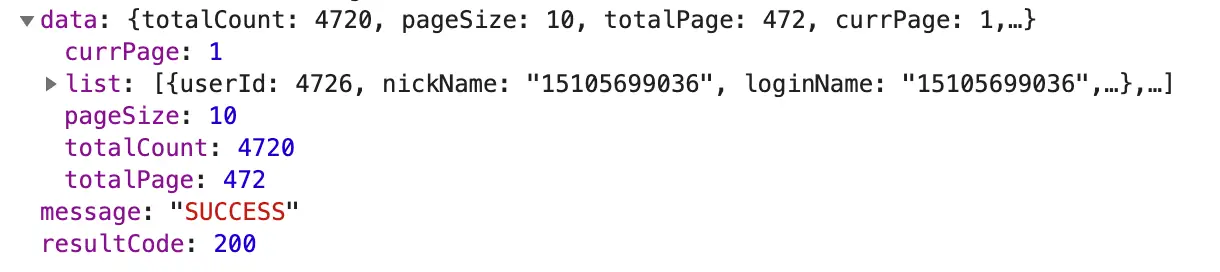 data: {totalCount: 4720, pageSize: 10, totalPage: 472, currPage: 1,…}
currPage: 1
list: [{userId: 4726, nickName: "15105699036", loginName: "15105699036",…},…]
pageSize: 10
totalCount: 4720
totalPage: 472
message: "SUCCESS"
resultCode: 200